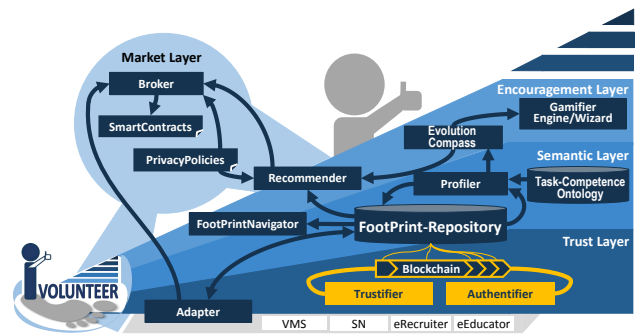 Market Layer
Broker
SmartContracts
PrivacyPolicies
Encouragement Layer
Gamifier
Engine/Wizard
Evolution
Compass
Semantic Layer
Recommender
Profiler
Task-Competence
Ontology
FootPrintNavigator
FootPrint-Repository
Trust Layer
Blockchain
Trustifier
Authentifier
i
VOLUNTEER
Adapter
VMS
SN
eRecruiter
eEducator